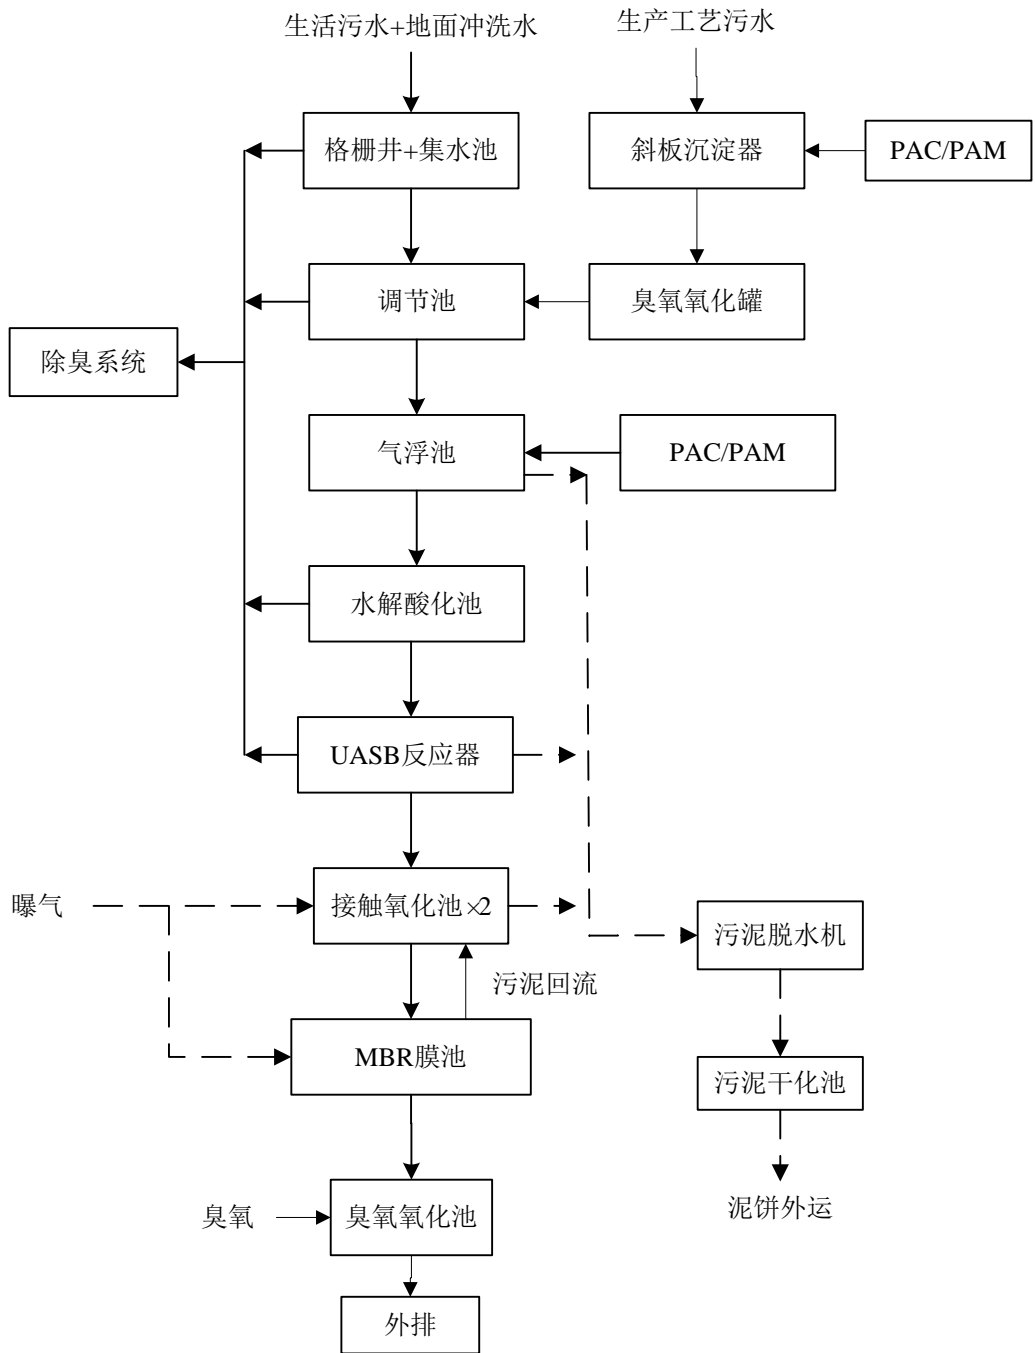 生活污水+地面冲洗水
生产工艺污水
格栅井+集水池
斜板沉淀器
PAC/PAM
调节池
臭氧氧化罐
除臭系统
气浮池
PAC/PAM
水解酸化池
UASB反应器
曝气
接触氧化池×2
污泥脱水机
污泥回流
MBR膜池
污泥干化池
臭氧
臭氧氧化池
泥饼外运
外排